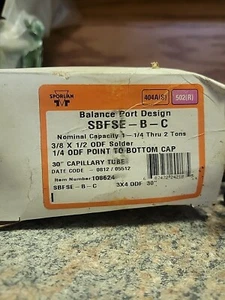 SPORLAN
404A(S)
502(R)
Balance Port Design
SBFSE-B-C
Nominal Capacity 1-1/4 Thru 2 Tons
3/8 X 1/2 ODF Solder
1/4 ODF POINT TO BOTTOM CAP
30" CAPILLARY TUBE
DATE CODE - 0612 / 05512
Item Number 108624
SBFSE-B-C 3X4 ODF 30"